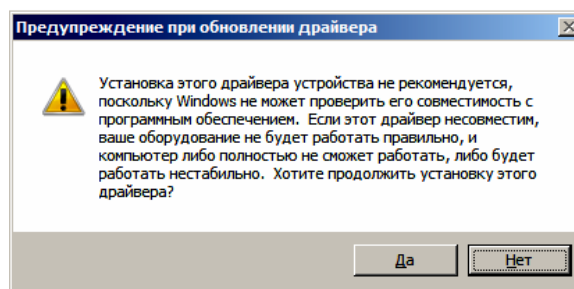 Предупреждение при обновлении драйвера
Установка этого драйвера устройства не рекомендуется,
поскольку Windows не может проверить его совместимость с
программным обеспечением. Если этот драйвер несовместим,
ваше оборудование не будет работать правильно, и
компьютер либо полностью не сможет работать, либо будет
работать нестабильно. Хотите продолжить установку этого
драйвера?
Да
Нет